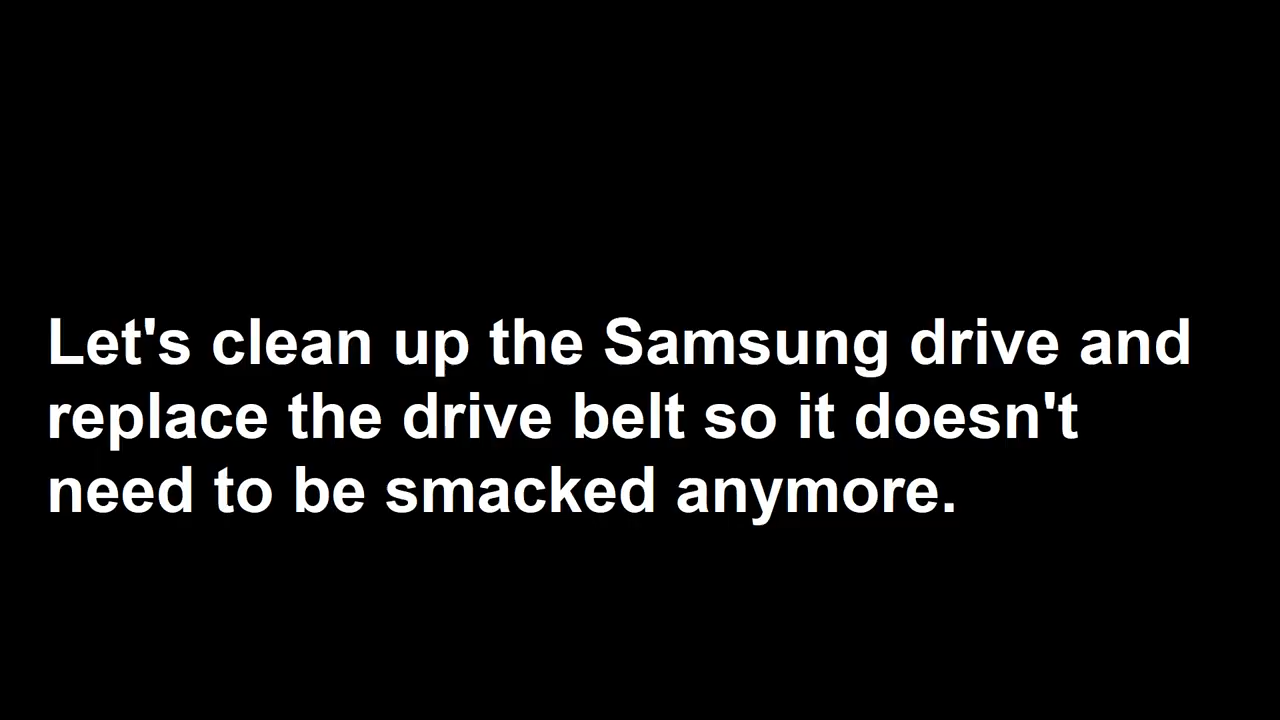 Let's clean up the Samsung drive and
replace the drive belt so it doesn't
need to be smacked anymore.